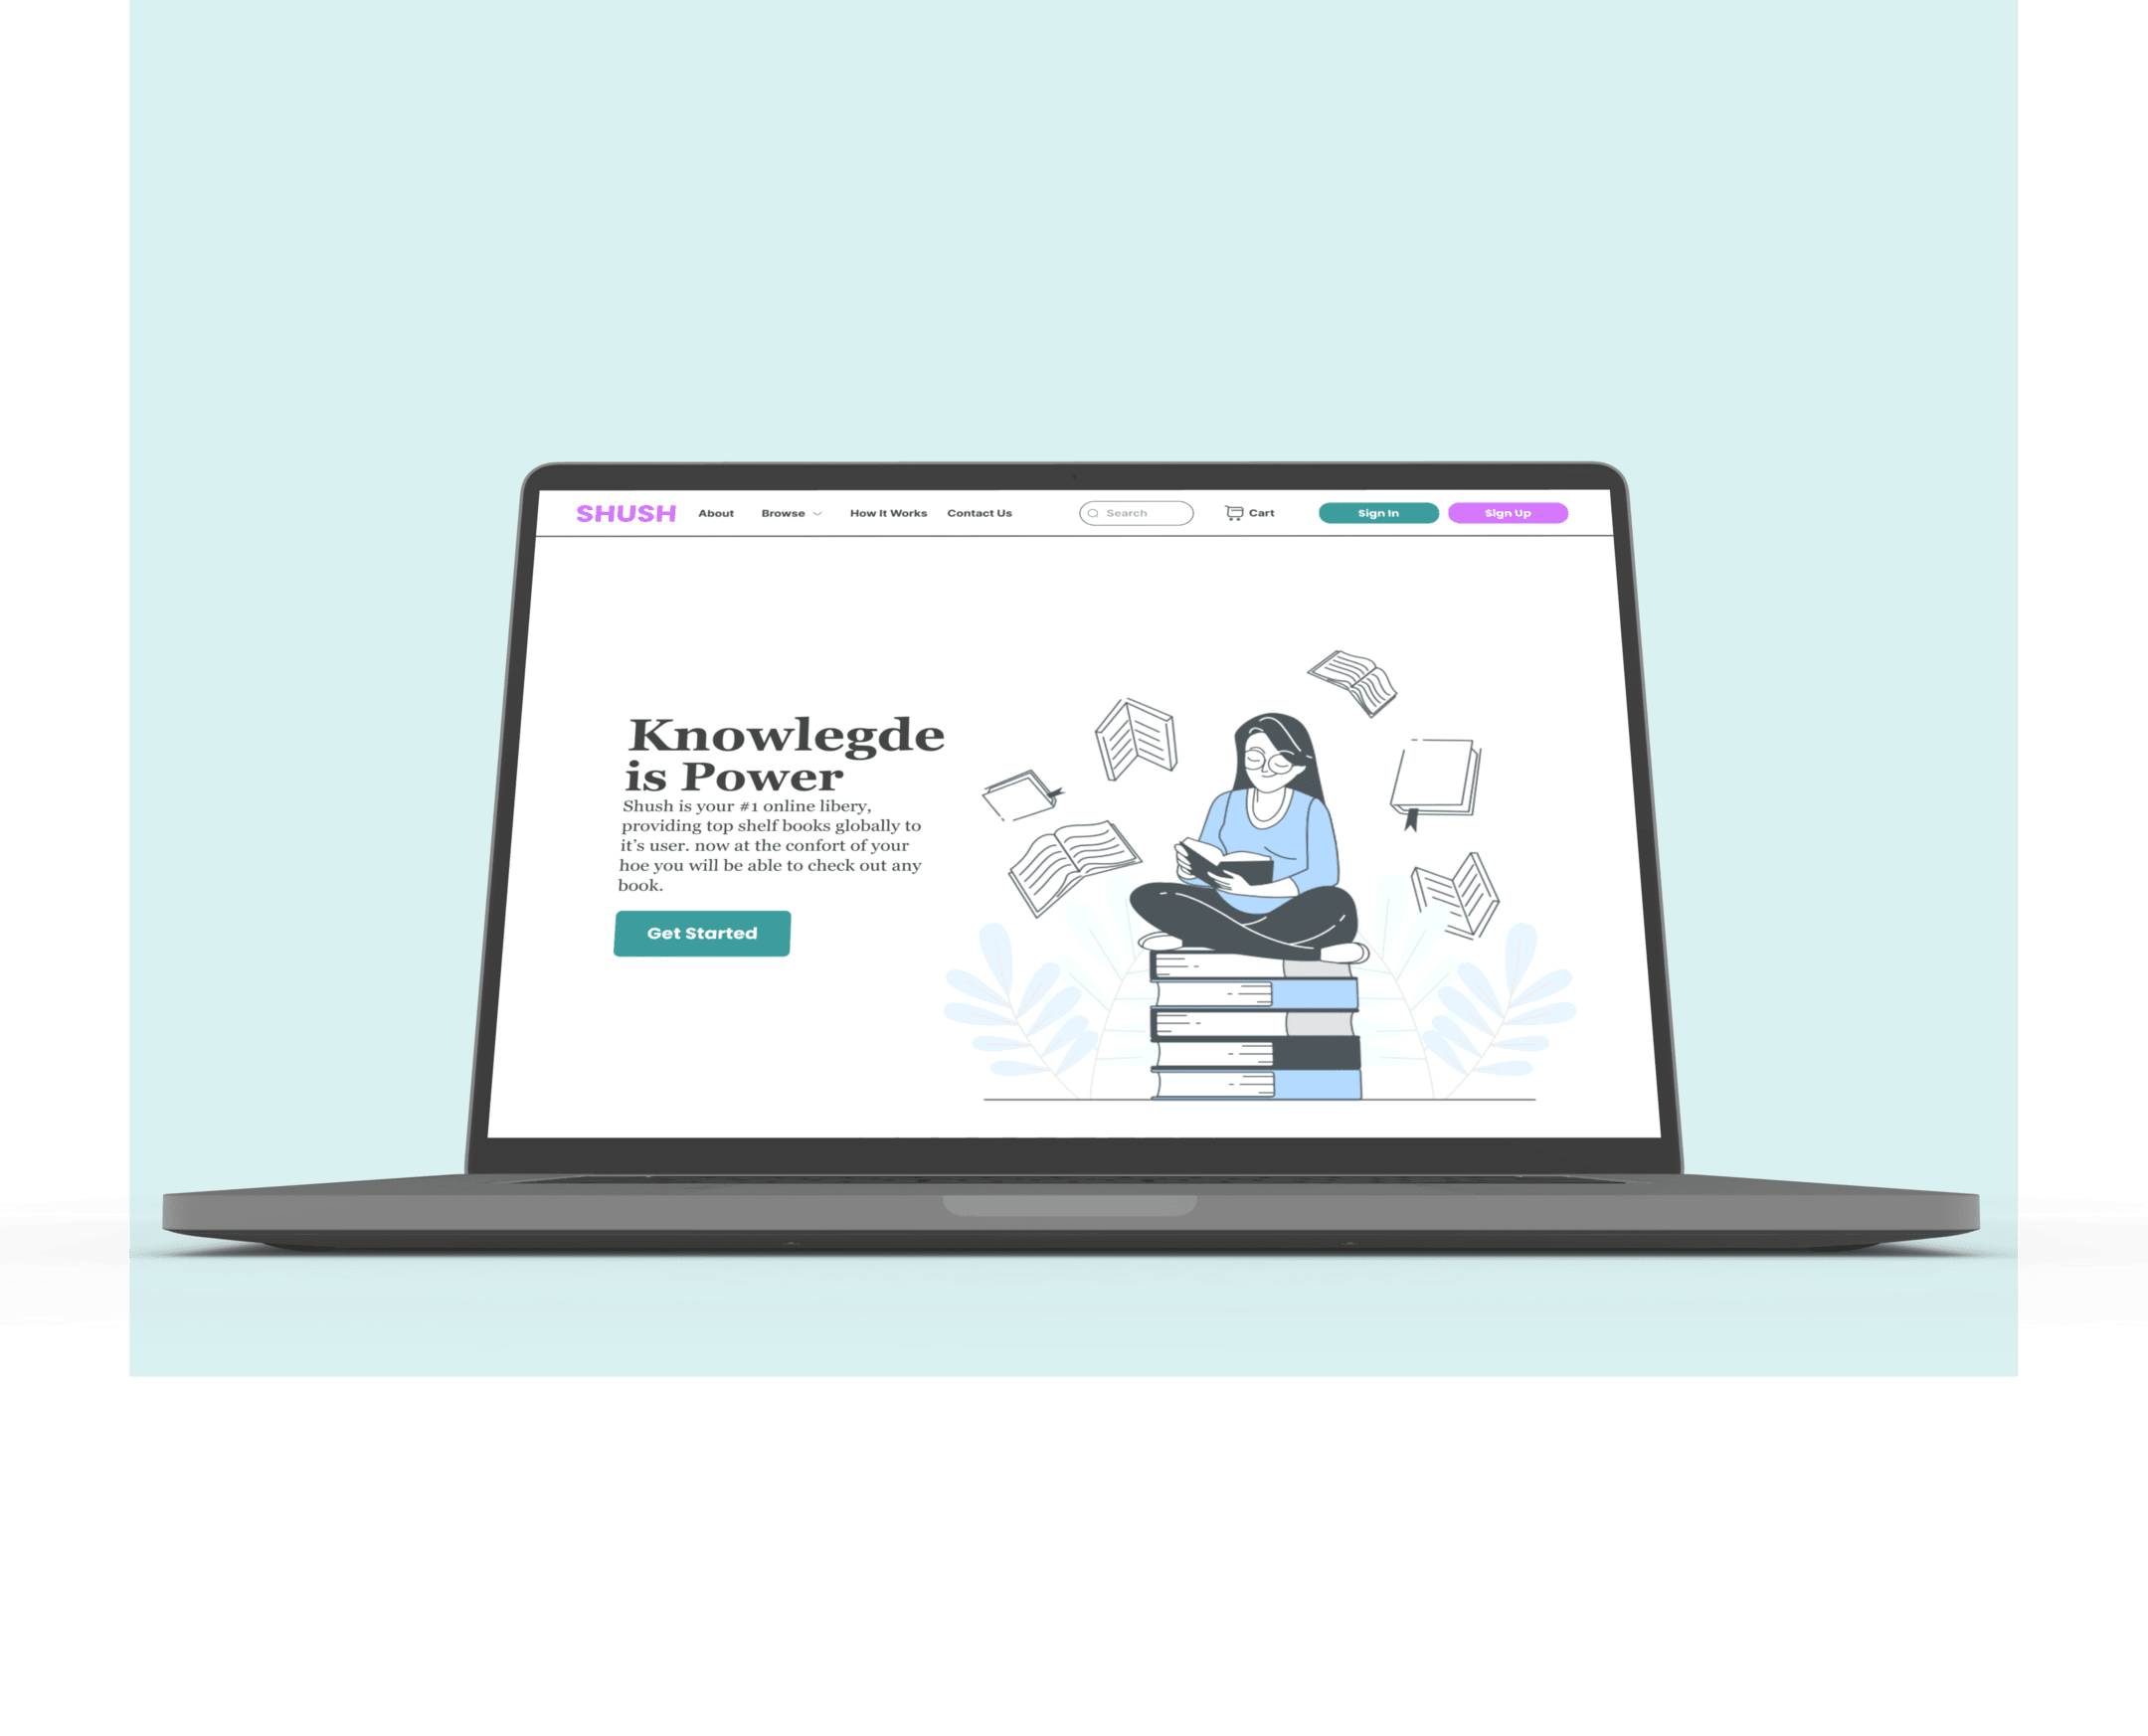 SHUSH About Browse How It Works Contact Us Search Cart Sign In Sign Up
Knowlegde
is Power
Shush is your #1 online libery,
providing top shelf books globally to
it's user. now at the confort of your
hoe you will be able to check out any
book.
Get Started